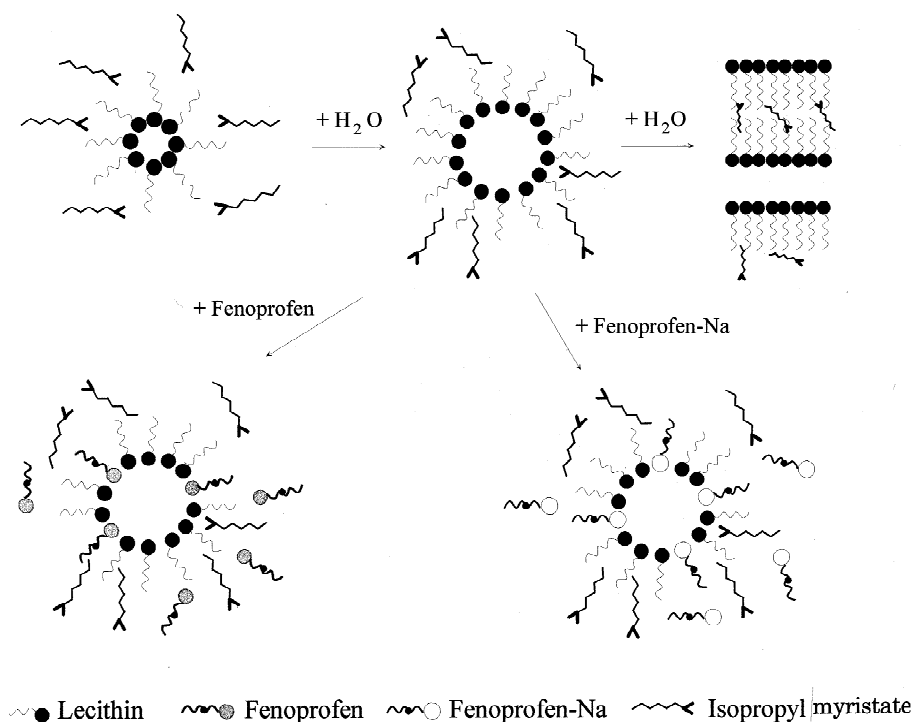 + H₂O
+ H₂O
+ Fenoprofen
+ Fenoprofen-Na
Lecithin Fenoprofen Fenoprofen-Na Isopropyl myristate